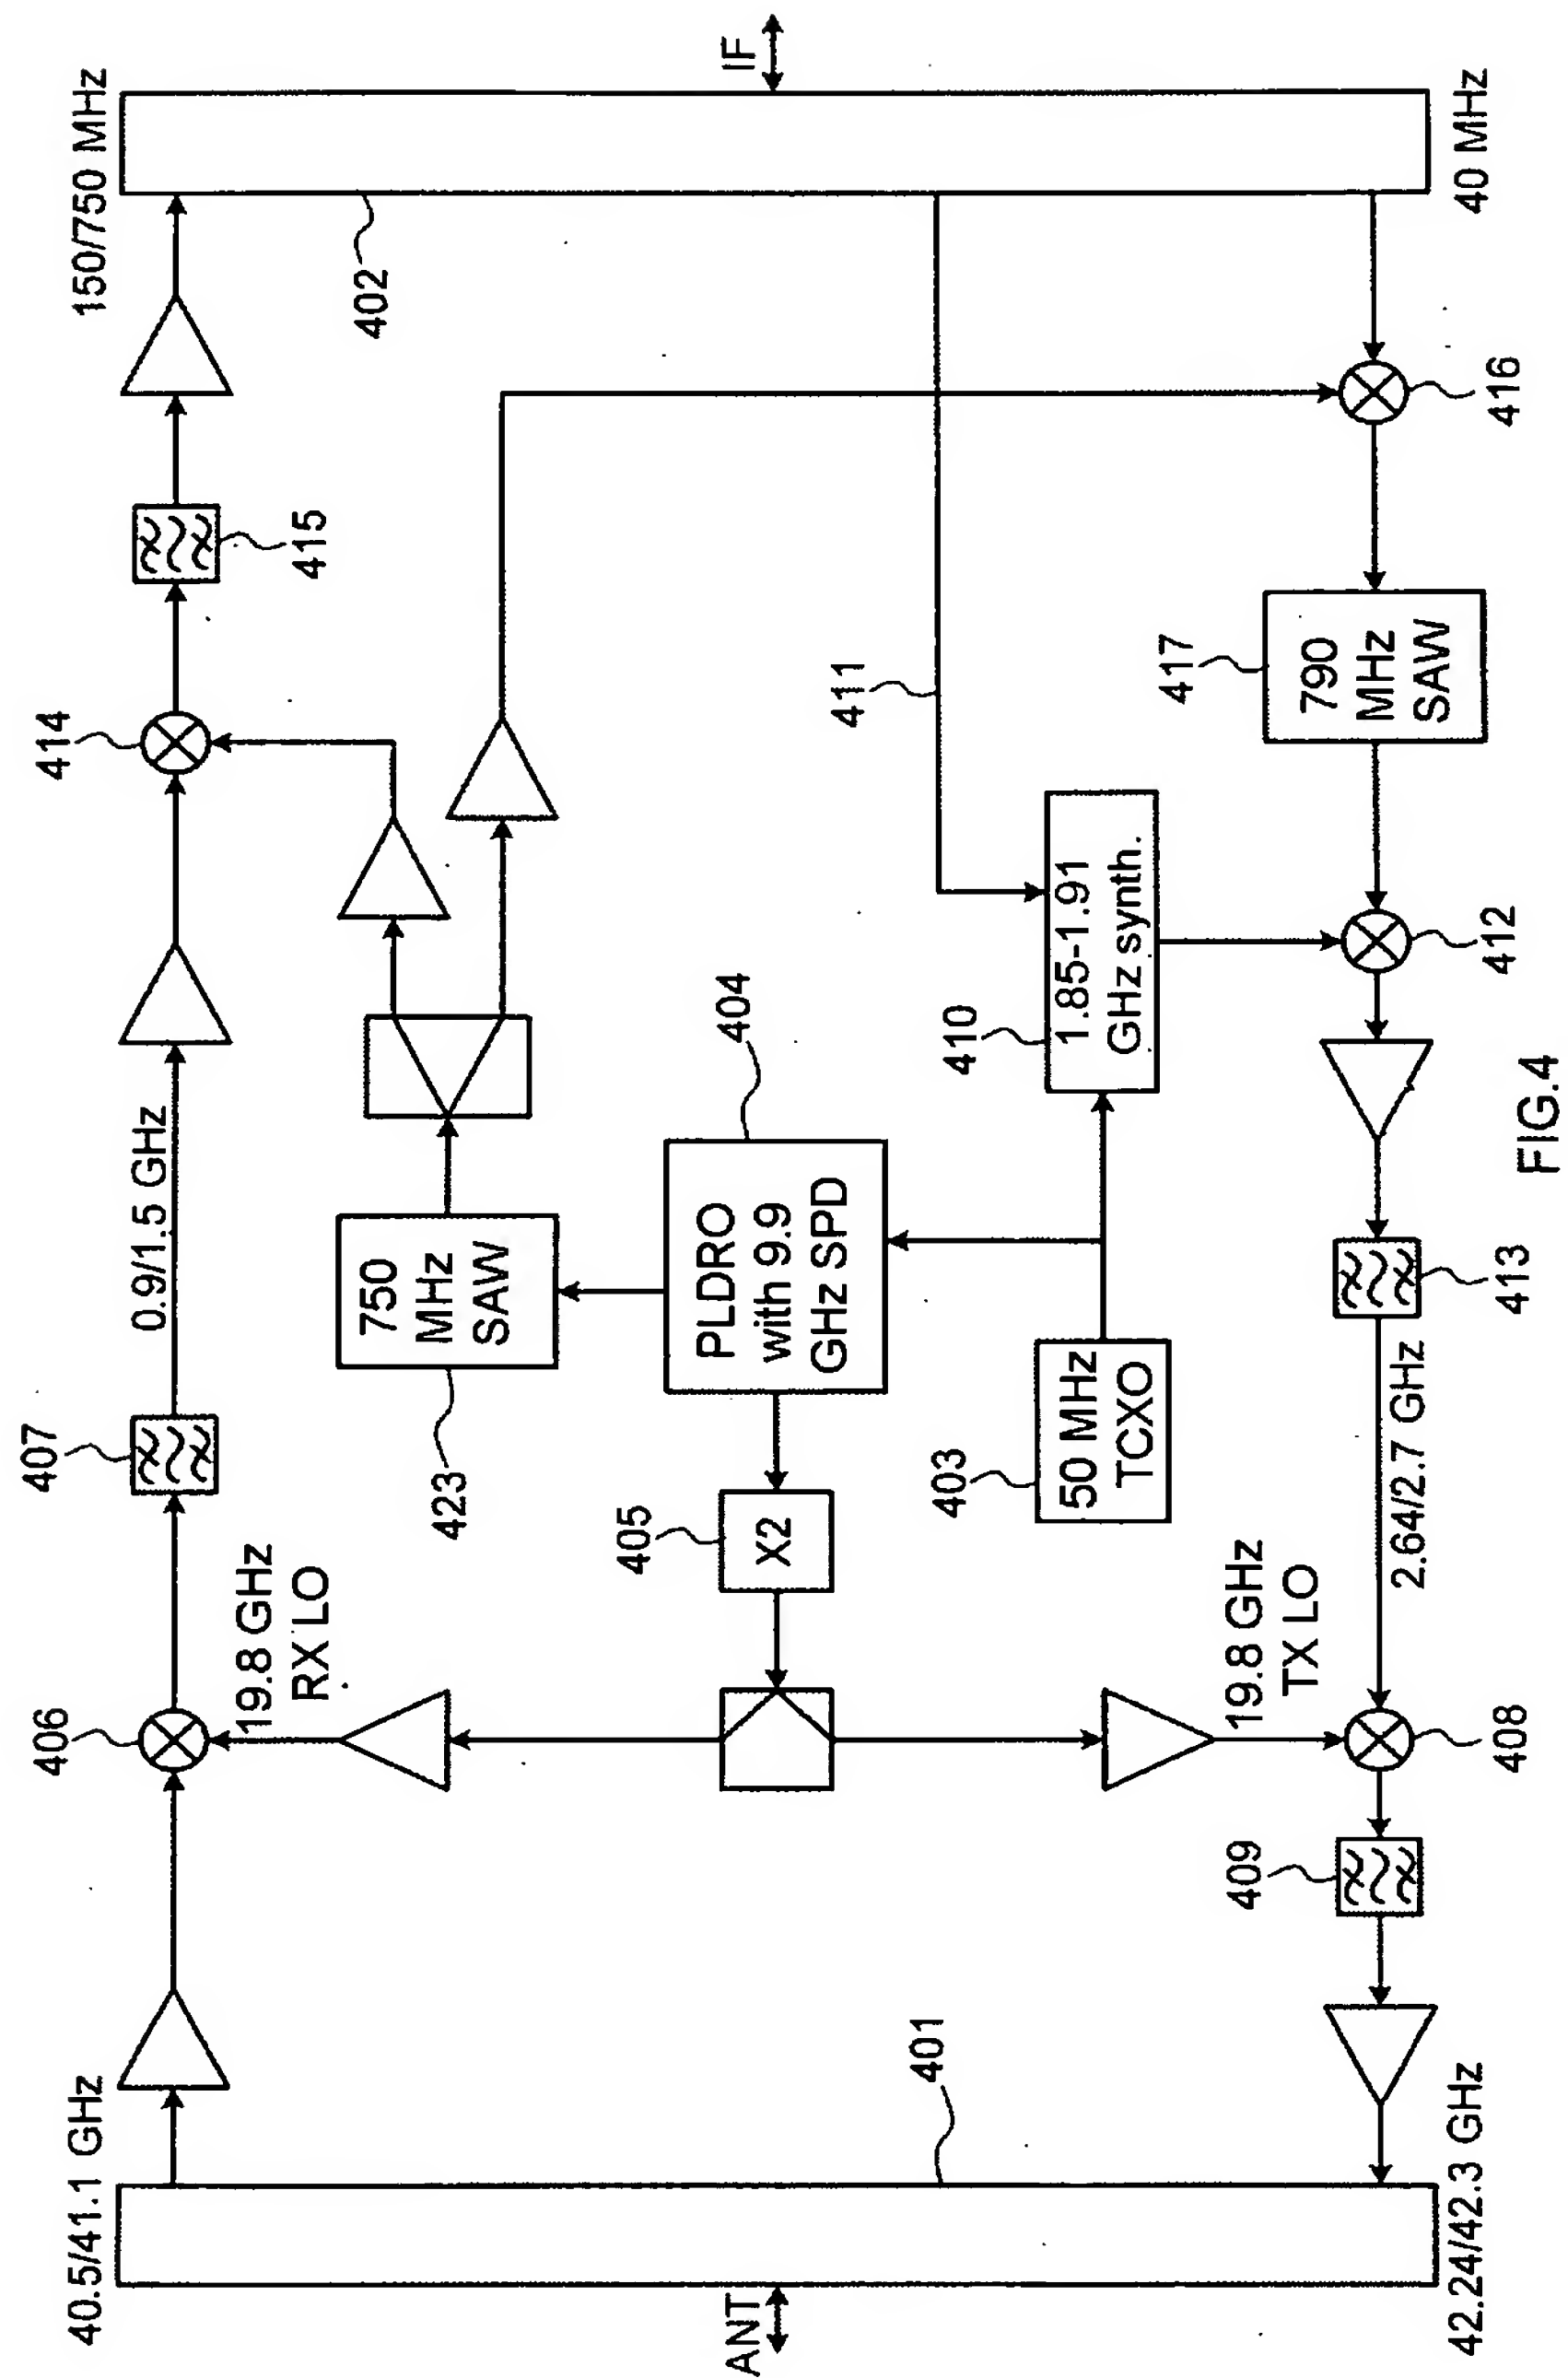 40.5/41.1 GHz
406
407
0.9/1.5 GHz
414
415
150/750 MHz
19.8 GHz
RX LO
423
750
MHz
SAW
402
405
X2
PLDRO
with 9.9
GHz SPD
404
411
ANT
IF
401
403
50 MHz
TCXO
410
1.85-1.91
GHz synth.
417
790
MHz
SAW
19.8 GHz
TX LO
409
408
2.64/2.7 GHz
413
412
416
42.24/42.3 GHz
40 MHz
FIG.4